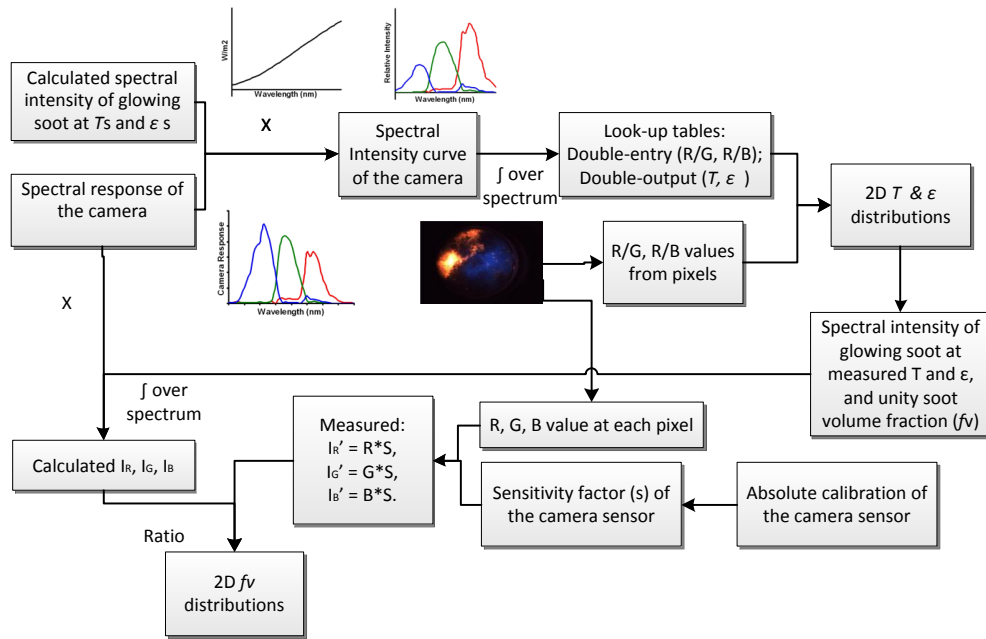 W/m2
Wavelength (nm)
Relative Intensity
Wavelength (nm)
Calculated spectral
intensity of glowing
soot at Ts and ε s
X
Spectral
Intensity curve
of the camera
∫ over
spectrum
Look-up tables:
Double-entry (R/G, R/B);
Double-output (T, ε )
Spectral response of
the camera
2D T & ε
distributions
Camera Response
Wavelength (nm)
R/G, R/B values
from pixels
X
Spectral intensity of
glowing soot at
measured T and ε,
and unity soot
volume fraction (fv)
∫ over
spectrum
Measured:
IR’ = R*S,
IG’ = G*S,
IB’ = B*S.
R, G, B value at each pixel
Calculated IR, IG, IB
Sensitivity factor (s) of
the camera sensor
Absolute calibration of
the camera sensor
Ratio
2D fv
distributions